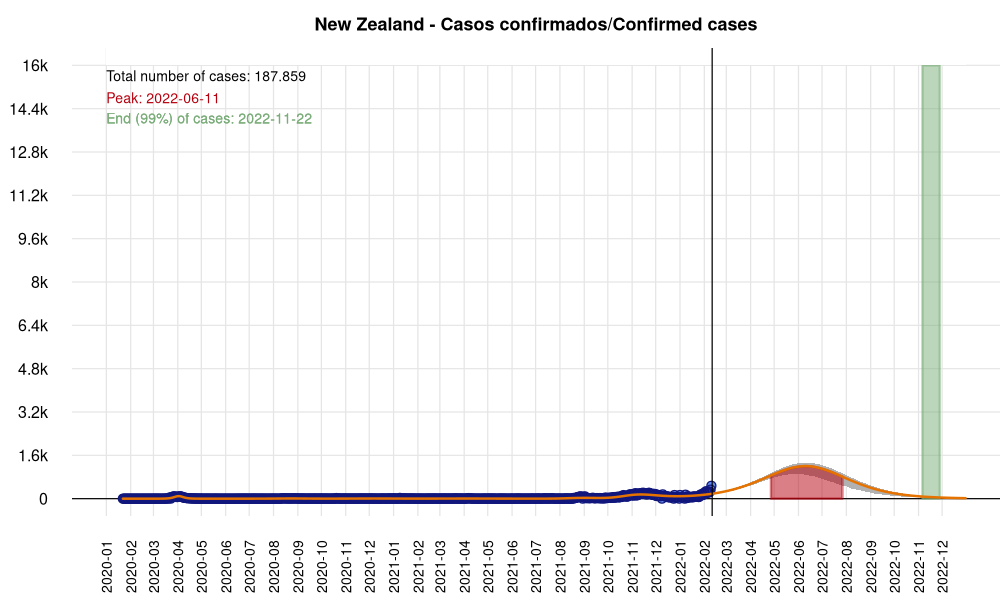 New Zealand - Casos confirmados/Confirmed cases
Total number of cases: 187.859
Peak: 2022-06-11
End (99%) of cases: 2022-11-22
16k
14.4k
12.8k
11.2k
9.6k
8k
6.4k
4.8k
3.2k
1.6k
0
2020-01
2020-02
2020-03
2020-04
2020-05
2020-06
2020-07
2020-08
2020-09
2020-10
2020-11
2020-12
2021-01
2021-02
2021-03
2021-04
2021-05
2021-06
2021-07
2021-08
2021-09
2021-10
2021-11
2021-12
2022-01
2022-02
2022-03
2022-04
2022-05
2022-06
2022-07
2022-08
2022-09
2022-10
2022-11
2022-12